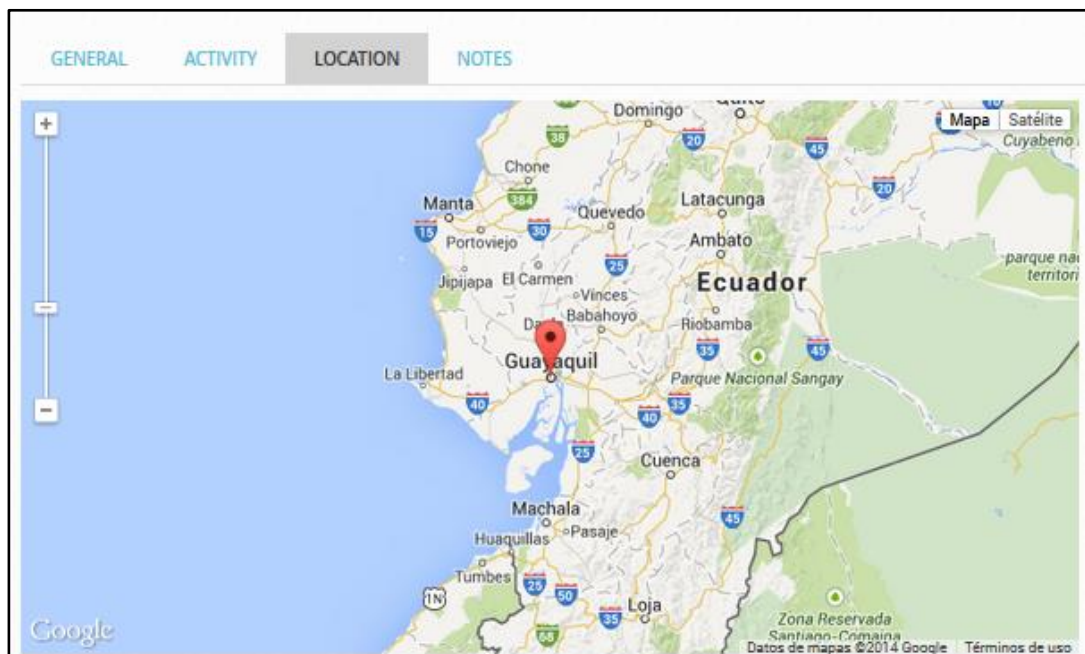 GENERAL ACTIVITY LOCATION NOTES
Domingo
Mapa Satélite
38
20
45
Cuyabeno
Chone
20
384
Manta
Latacunga
Quevedo
15
30
Portoviejo
Ambato
25
parque nac
Jipijapa
El Carmen
territori
Ecuador
Vinces
Babahoyo
Riobamba
Guayaquil
35
45
La Libertad
Parque Nacional Sangay
40
35
40
25
Cuenca
Machala
45
Pasaje
Huaquillas
Tumbes
25
50
1N
35
Loja
Zona Reservada
Santiago-Comaina
Google
68
Datos de mapas ©2014 Google Términos de uso